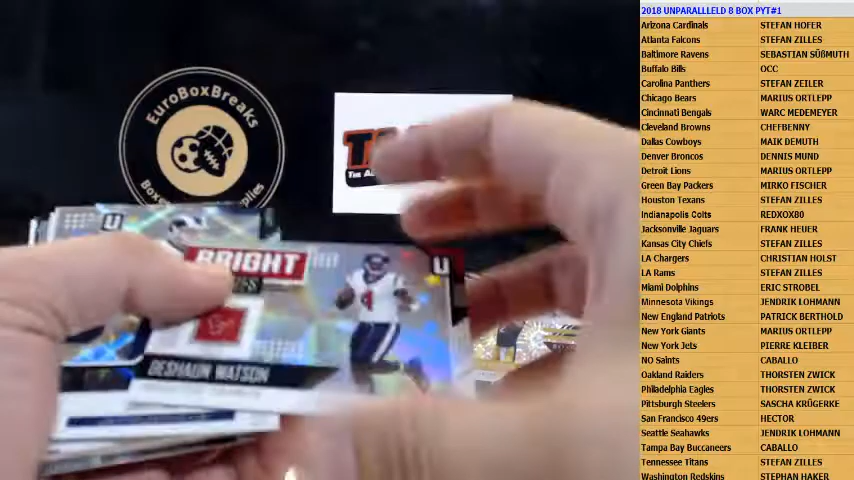 EuroBoxBreaks
BRIGHT
U
U
4
DESHAUN WATSON
2018 UNPARALLLELD 8 BOX PYT#1
Arizona Cardinals STEFAN HOFER
Atlanta Falcons STEFAN ZILLES
Baltimore Ravens SEBASTIAN SÜßMUTH
Buffalo Bills OCC
Carolina Panthers STEFAN ZEILER
Chicago Bears MARIUS ORTLEPP
Cincinnati Bengals WARC MEDEMEYER
Cleveland Browns CHEFBENNY
Dallas Cowboys MAIK DEMUTH
Denver Broncos DENNIS MUND
Detroit Lions MARIUS ORTLEPP
Green Bay Packers MIRKO FISCHER
Houston Texans STEFAN ZILLES
Indianapolis Colts REDXOX80
Jacksonville Jaguars FRANK HEUER
Kansas City Chiefs STEFAN ZILLES
LA Chargers CHRISTIAN HOLST
LA Rams STEFAN ZILLES
Miami Dolphins ERIC STROBEL
Minnesota Vikings JENDRIK LOHMANN
New England Patriots PATRICK BERTHOLD
New York Giants MARIUS ORTLEPP
New York Jets PIERRE KLEIBER
NO Saints CABALLO
Oakland Raiders THORSTEN ZWICK
Philadelphia Eagles THORSTEN ZWICK
Pittsburgh Steelers SASCHA KRÜGERKE
San Francisco 49ers HECTOR
Seattle Seahawks JENDRIK LOHMANN
Tampa Bay Buccaneers CABALLO
Tennessee Titans STEFAN ZILLES
Washington Redskins STEPHAN HAKER